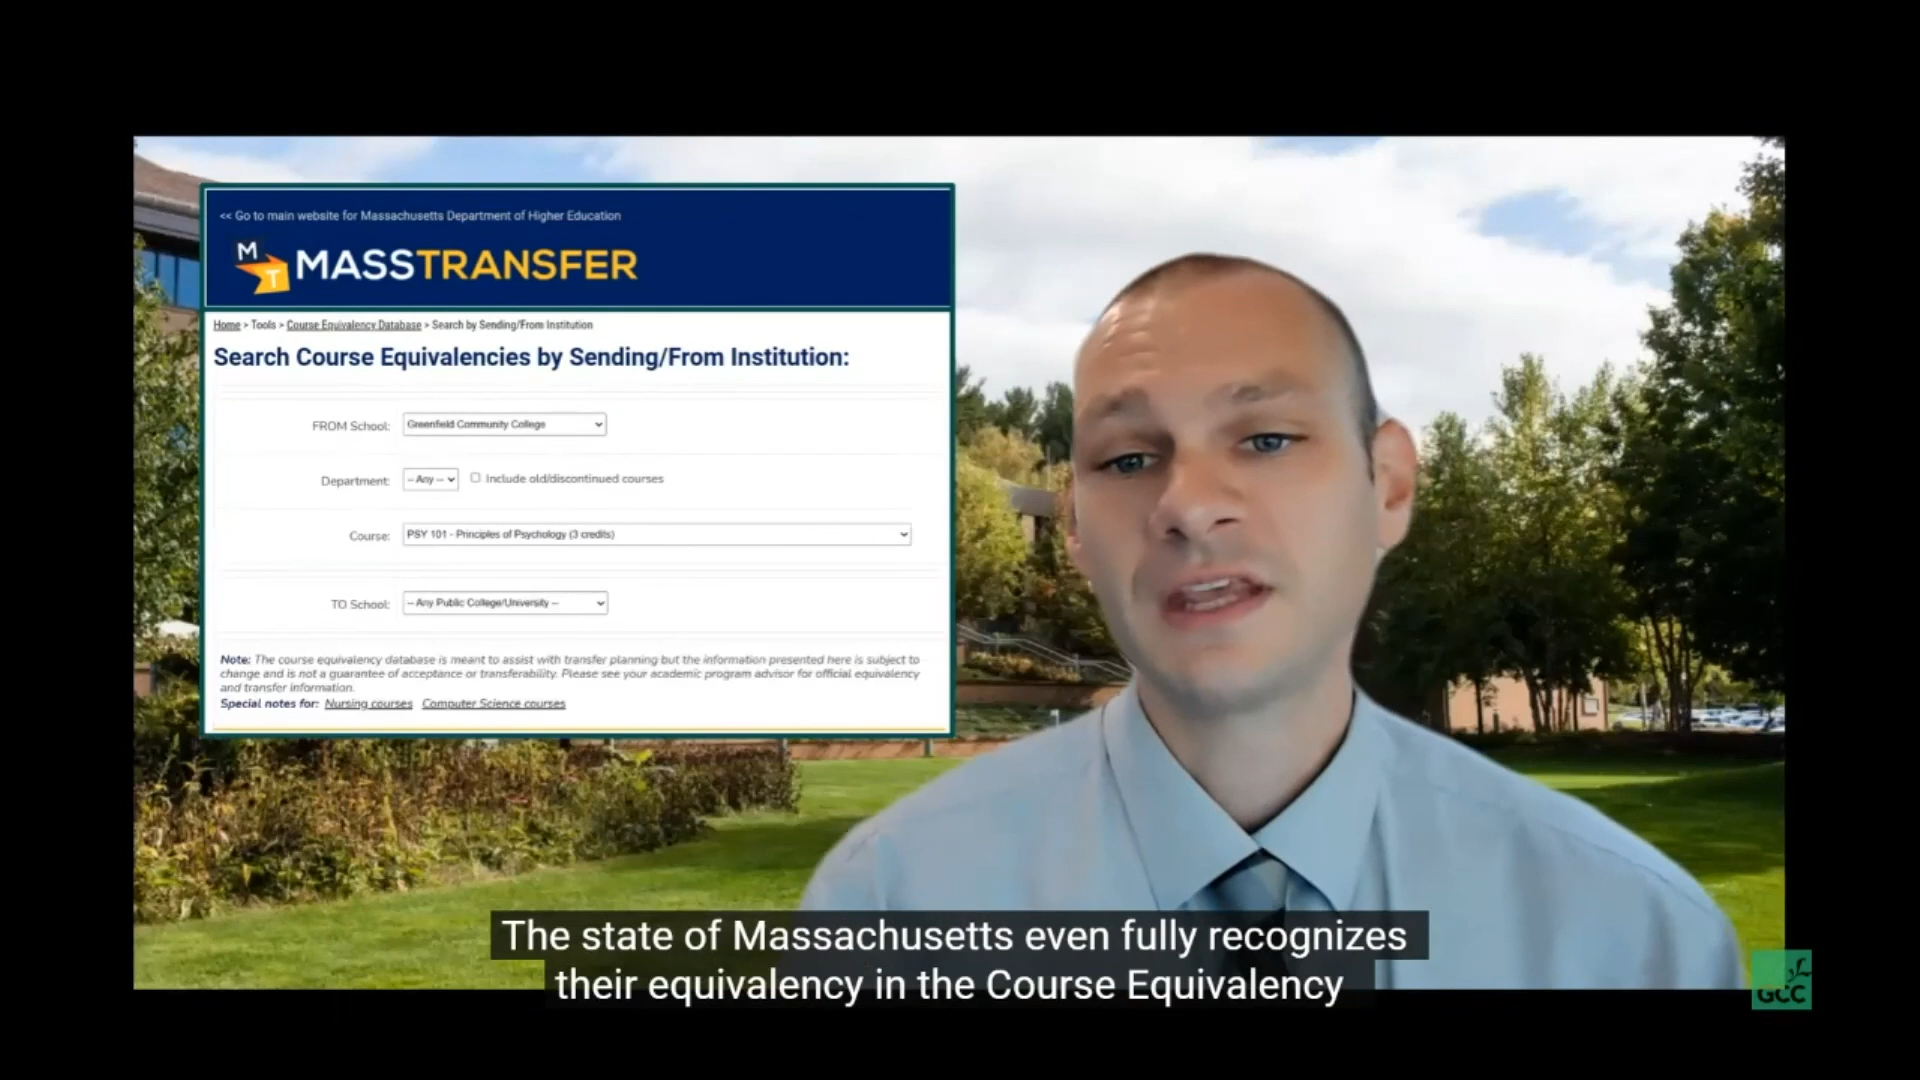 << Go to main website for Massachusetts Department of Higher Education
M
T
MASSTRANSFER
Home > Tools > Course Equivalency Database > Search by Sending/From Institution
Search Course Equivalencies by Sending/From Institution:
FROM School: Greenfield Community College
Department: -- Any -- Include old/discontinued courses
Course: PSY 101 - Principles of Psychology (3 credits)
TO School: -- Any Public College/University --
Note: The course equivalency database is meant to assist with transfer planning but the information presented here is subject to
change and is not a guarantee of acceptance or transferability. Please see your academic program advisor for official equivalency
and transfer information.
Special notes for: Nursing courses Computer Science courses
The state of Massachusetts even fully recognizes
their equivalency in the Course Equivalency
GCC